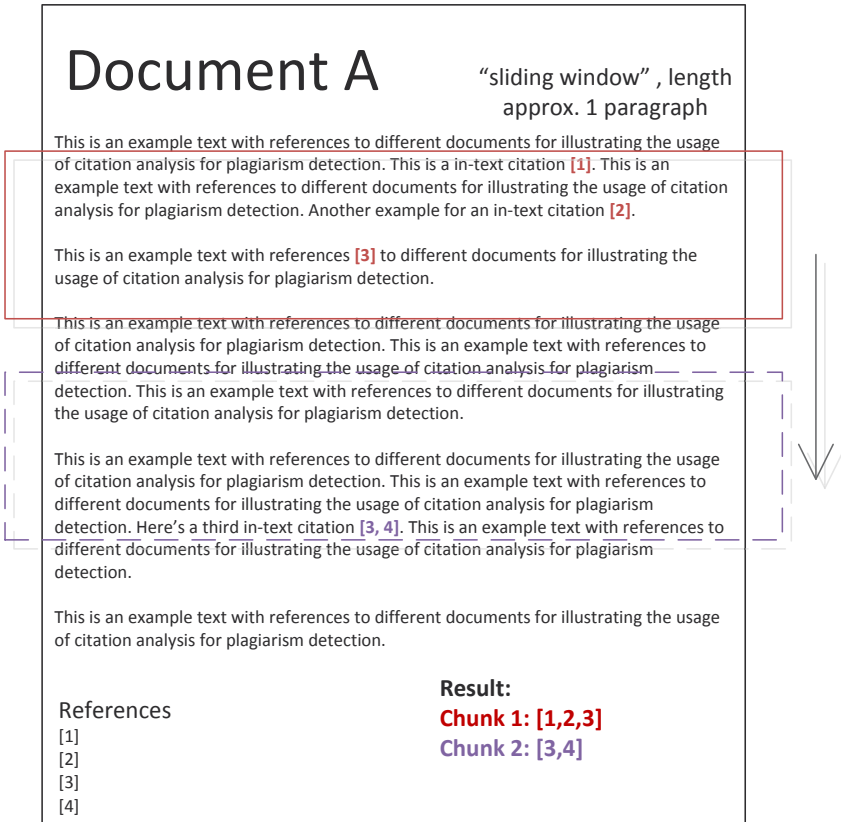 Document A
“sliding window” , length
approx. 1 paragraph
This is an example text with references to different documents for illustrating the usage
of citation analysis for plagiarism detection. This is a in-text citation [1]. This is an
example text with references to different documents for illustrating the usage of citation
analysis for plagiarism detection. Another example for an in-text citation [2].
This is an example text with references [3] to different documents for illustrating the
usage of citation analysis for plagiarism detection.
This is an example text with references to different documents for illustrating the usage
of citation analysis for plagiarism detection. This is an example text with references to
different documents for illustrating the usage of citation analysis for plagiarism
detection. This is an example text with references to different documents for illustrating
the usage of citation analysis for plagiarism detection.
This is an example text with references to different documents for illustrating the usage
of citation analysis for plagiarism detection. This is an example text with references to
different documents for illustrating the usage of citation analysis for plagiarism
detection. Here’s a third in-text citation [3, 4]. This is an example text with references to
different documents for illustrating the usage of citation analysis for plagiarism
detection.
This is an example text with references to different documents for illustrating the usage
of citation analysis for plagiarism detection.
References
[1]
[2]
[3]
[4]
Result:
Chunk 1: [1,2,3]
Chunk 2: [3,4]